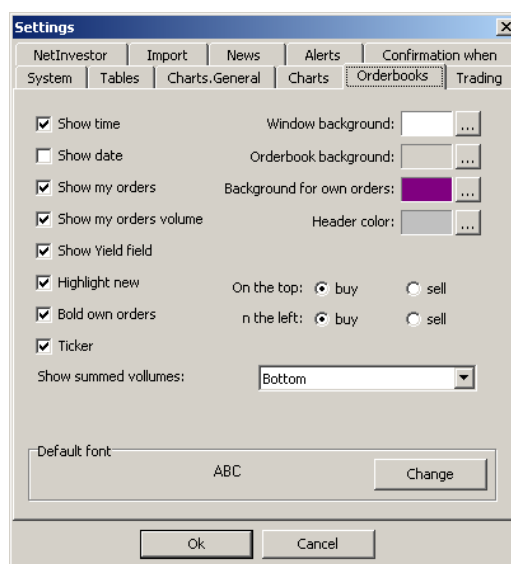 Settings
NetInvestor Import News Alerts Confirmation when
System Tables Charts.General Charts Orderbooks Trading
Show time Window background: ...
Show date Orderbook background: ...
Show my orders Background for own orders: ...
Show my orders volume Header color: ...
Show Yield field
Highlight new On the top: buy sell
Bold own orders n the left: buy sell
Ticker
Show summed vollumes: Bottom
Default font
ABC Change
Ok Cancel